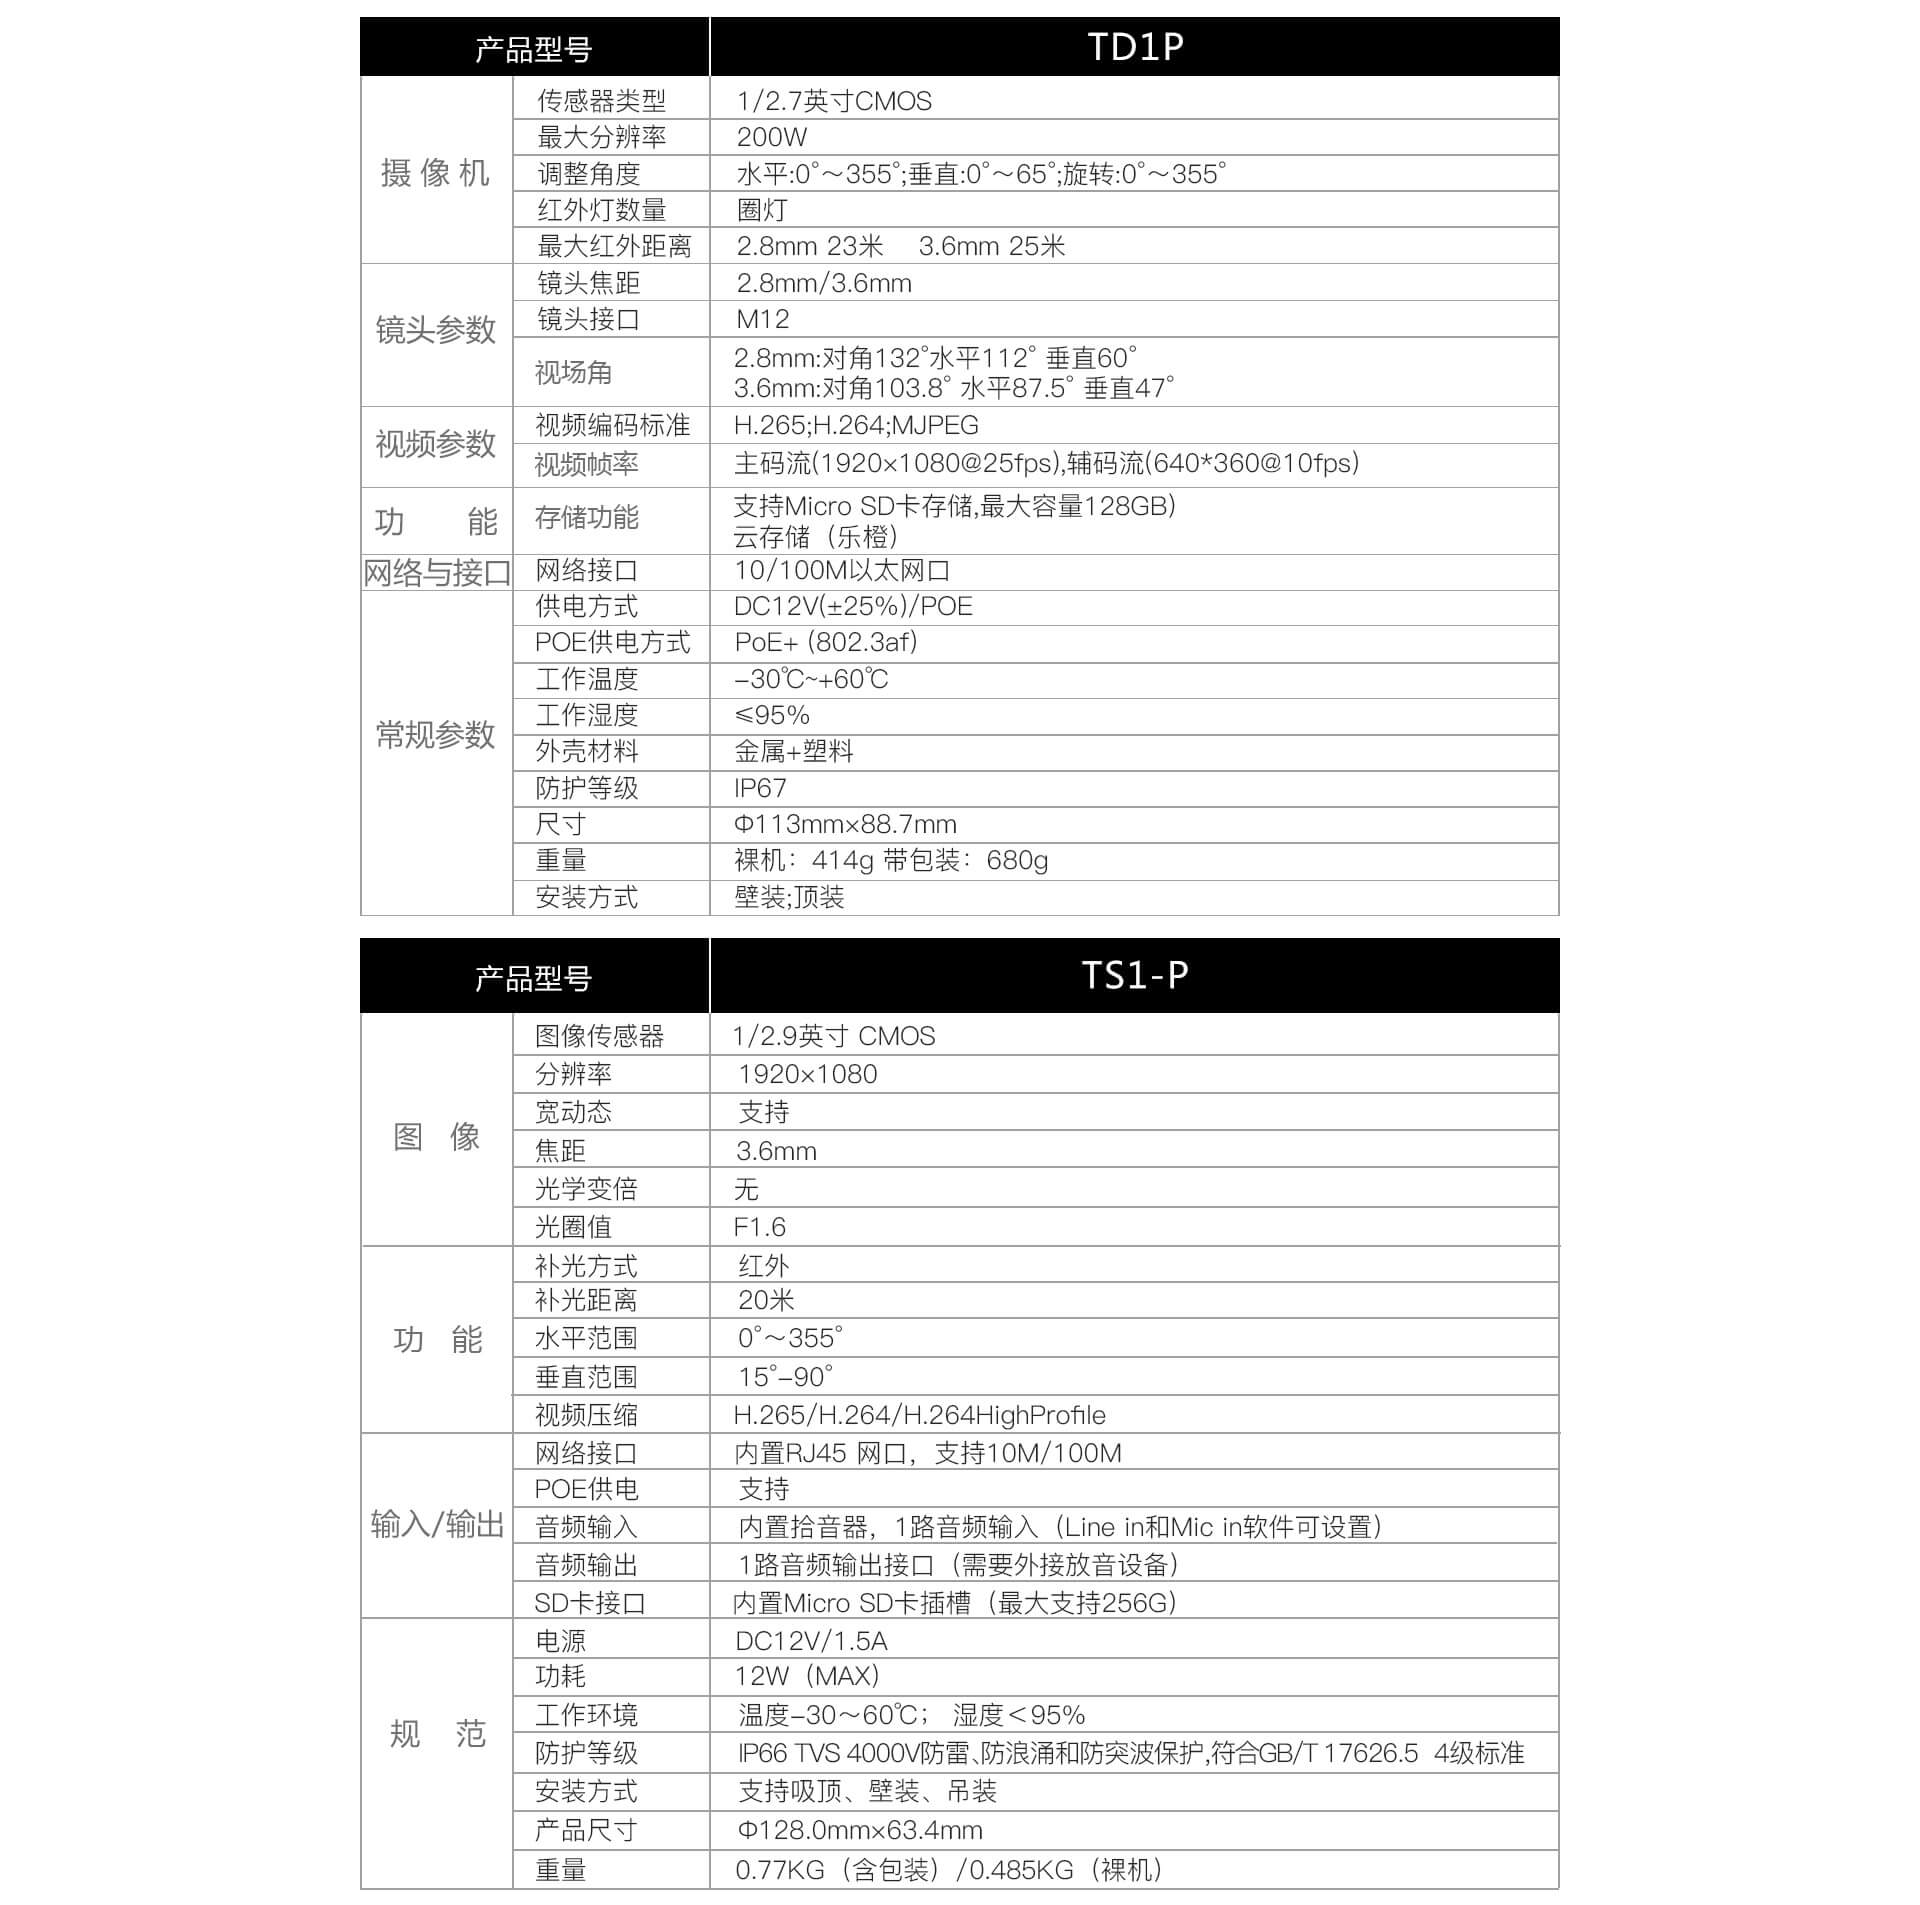 产品型号 TD1P
摄像机
传感器类型 1/2.7英寸CMOS
最大分辨率 200W
调整角度 水平:0°～355°;垂直:0°～65°;旋转:0°～355°
红外灯数量 圈灯
最大红外距离 2.8mm 23米 3.6mm 25米
镜头参数
镜头焦距 2.8mm/3.6mm
镜头接口 M12
视场角 2.8mm:对角132°水平112° 垂直60°
3.6mm:对角103.8° 水平87.5° 垂直47°
视频参数
视频编码标准 H.265;H.264;MJPEG
视频帧率 主码流(1920×1080@25fps),辅码流(640*360@10fps)
功 能
存储功能 支持Micro SD卡存储,最大容量128GB)
云存储（乐橙）
网络与接口 网络接口 10/100M以太网口
常规参数
供电方式 DC12V(±25%)/POE
POE供电方式 PoE+ (802.3af)
工作温度 -30℃~+60℃
工作湿度 ≤95%
外壳材料 金属+塑料
防护等级 IP67
尺寸 Φ113mm×88.7mm
重量 裸机：414g 带包装：680g
安装方式 壁装;顶装
产品型号 TS1-P
图 像
图像传感器 1/2.9英寸 CMOS
分辨率 1920×1080
宽动态 支持
焦距 3.6mm
光学变倍 无
光圈值 F1.6
功 能
补光方式 红外
补光距离 20米
水平范围 0°～355°
垂直范围 15°-90°
视频压缩 H.265/H.264/H.264HighProfile
输入/输出
网络接口 内置RJ45 网口，支持10M/100M
POE供电 支持
音频输入 内置拾音器，1路音频输入（Line in和Mic in软件可设置）
音频输出 1路音频输出接口（需要外接放音设备）
SD卡接口 内置Micro SD卡插槽（最大支持256G）
规 范
电源 DC12V/1.5A
功耗 12W（MAX）
工作环境 温度-30～60℃； 湿度＜95%
防护等级 IP66 TVS 4000V防雷、防浪涌和防突波保护,符合GB/T 17626.5 4级标准
安装方式 支持吸顶、壁装、吊装
产品尺寸 Φ128.0mm×63.4mm
重量 0.77KG（含包装）/0.485KG（裸机）